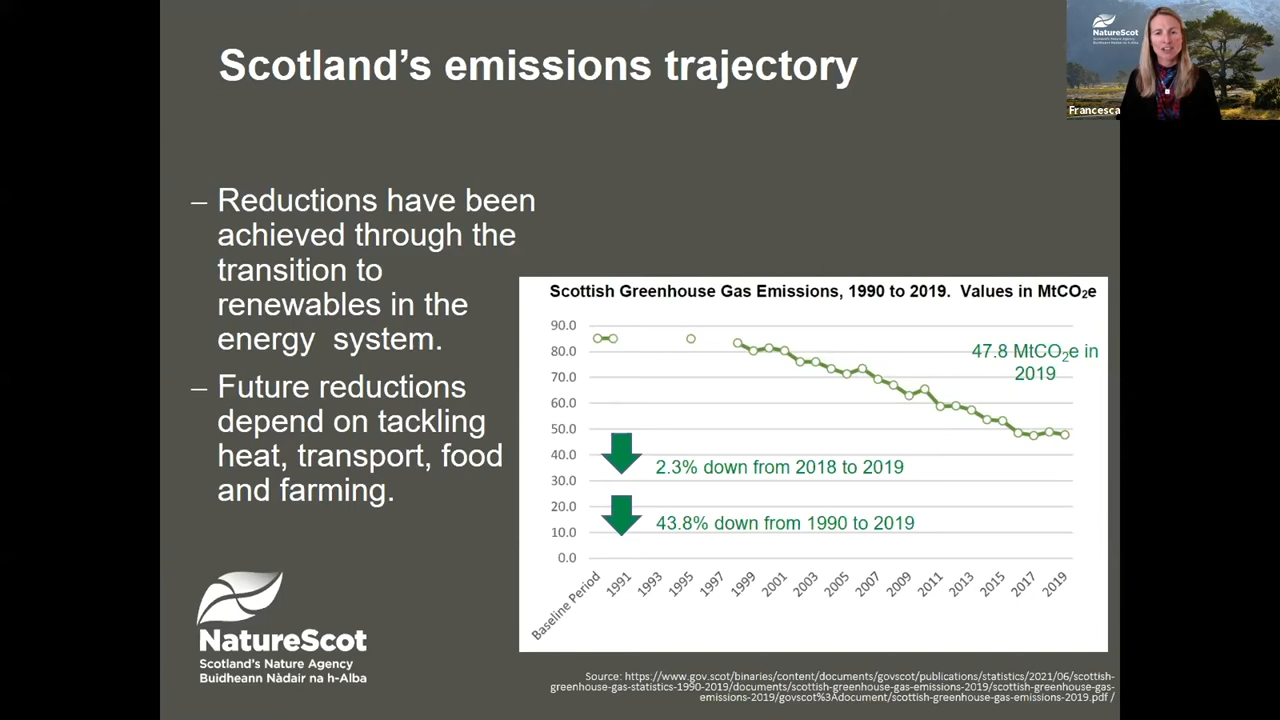 Scotland's emissions trajectory
NatureScot
Francesca
– Reductions have been
achieved through the
transition to
renewables in the
energy system.
– Future reductions
depend on tackling
heat, transport, food
and farming.
Scottish Greenhouse Gas Emissions, 1990 to 2019. Values in MtCO₂e
90.0
80.0
70.0
60.0
50.0
40.0
30.0
20.0
10.0
0.0
47.8 MtCO₂e in
2019
2.3% down from 2018 to 2019
43.8% down from 1990 to 2019
Baseline Period
1991
1993
1995
1997
1999
2001
2003
2005
2007
2009
2011
2013
2015
2017
2019
NatureScot
Scotland's Nature Agency
Buidheann Nàdair na h-Alba
Source: https://www.gov.scot/binaries/content/documents/govscot/publications/statistics/2021/06/scottish-
greenhouse-gas-statistics-1990-2019/documents/scottish-greenhouse-gas-emissions-2019/scottish-greenhouse-gas-
emissions-2019/govscot%3Adocument/scottish-greenhouse-gas-emissions-2019.pdf /